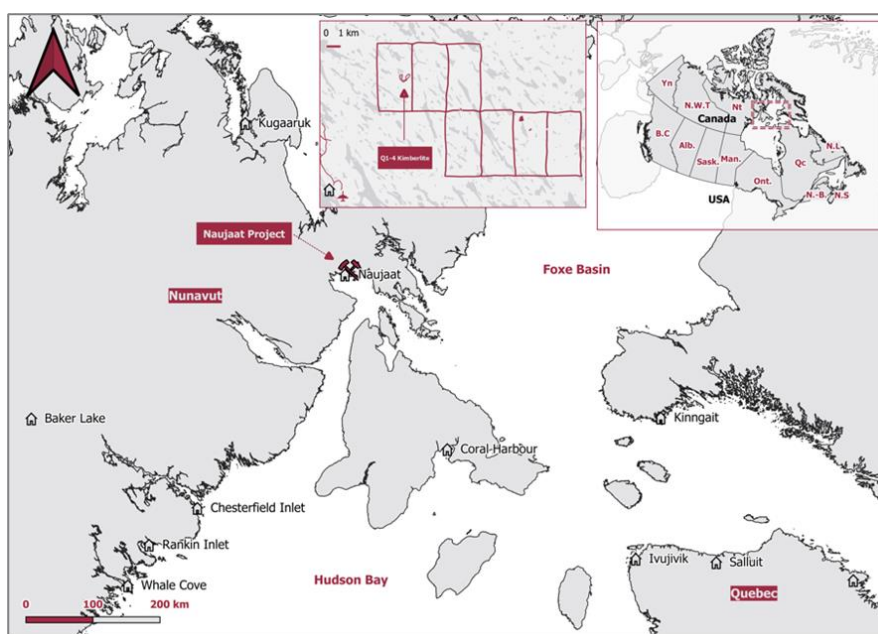 0 1 km
Q1-4 Kimberlite
Yn
N.W.T
Nt
Canada
B.C
Alb.
Sask.
Man.
Ont.
Qc
N.L
N.-B.
N.S
USA
Kugaaruk
Naujaat Project
Naujaat
Foxe Basin
Nunavut
Baker Lake
Kinngait
Coral Harbour
Chesterfield Inlet
Rankin Inlet
Whale Cove
Hudson Bay
Ivujivik
Salluit
Quebec
0 100 200 km